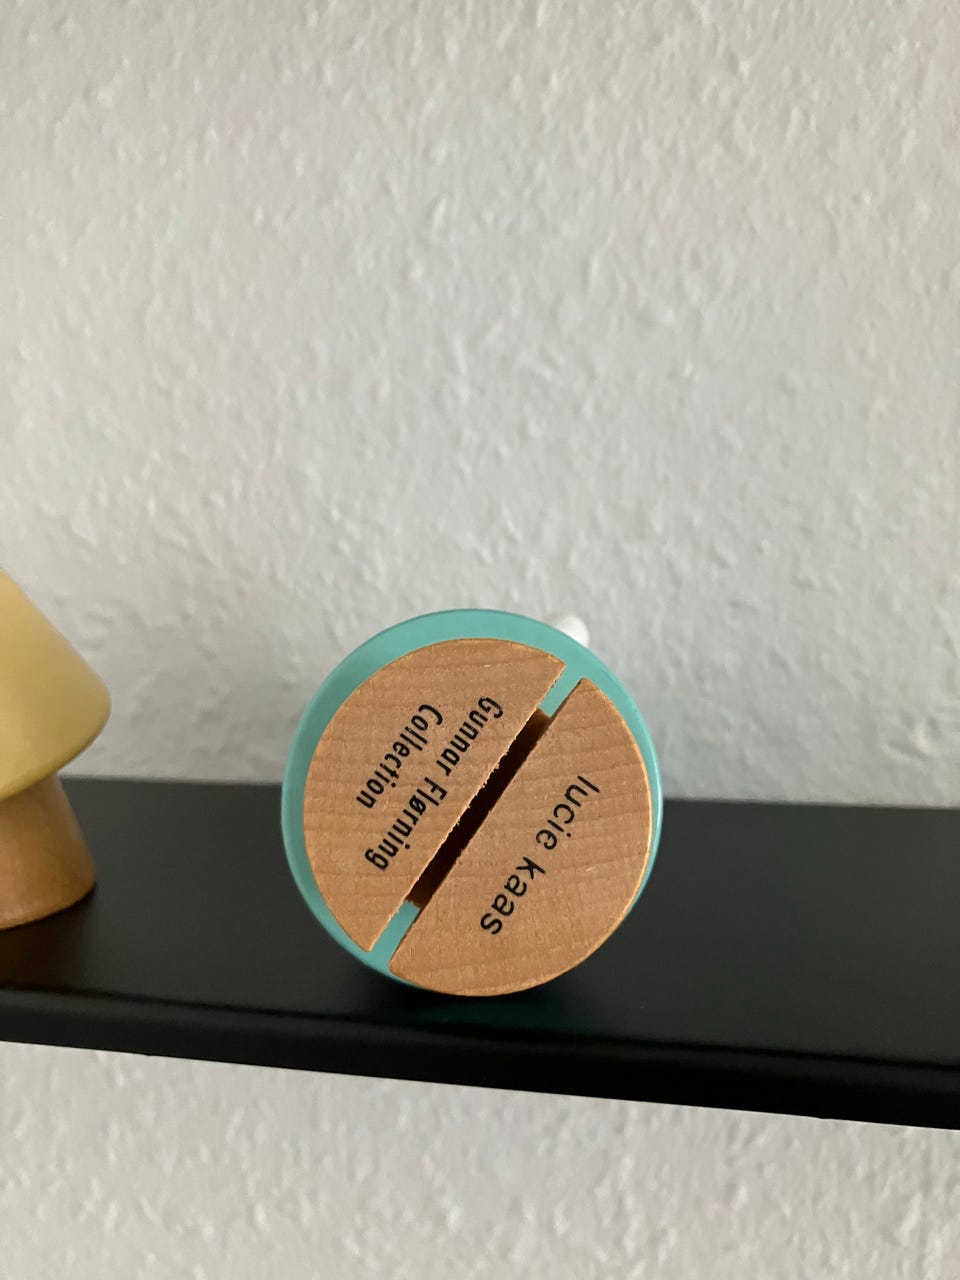 lucie kaas
Gunnar Flørning
Collection